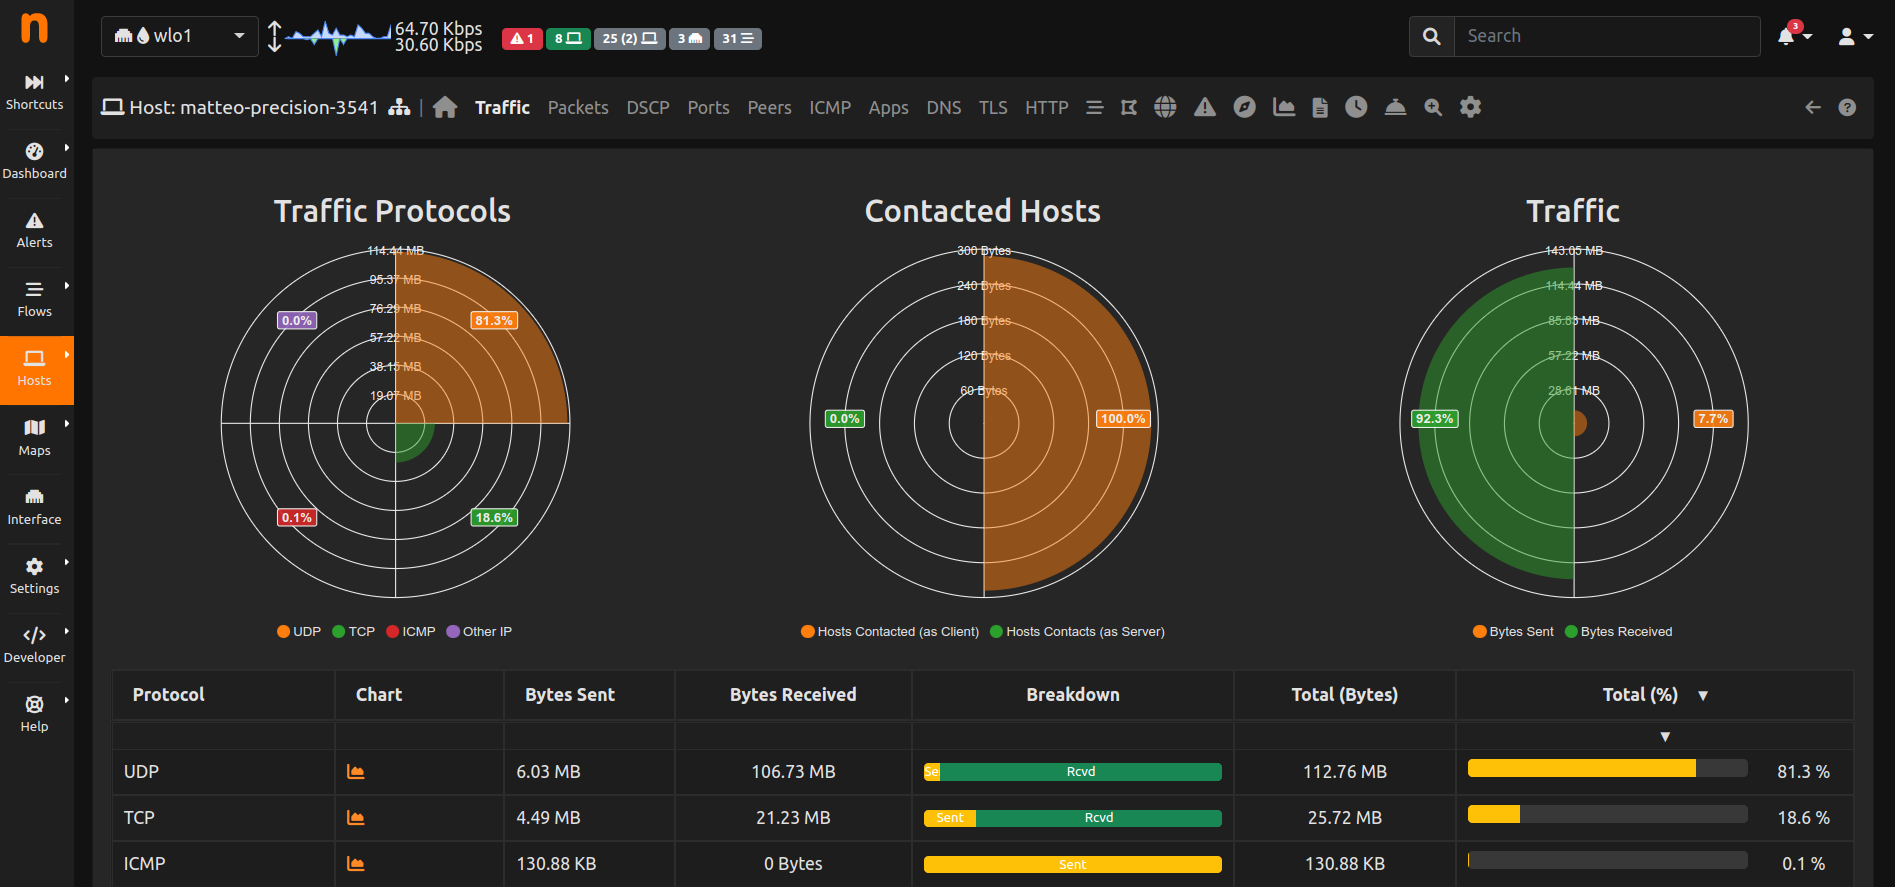 n
wlo1
64.70 Kbps
30.60 Kbps
1
8
25 (2)
3
31
Search
3
Shortcuts
Dashboard
Alerts
Flows
Hosts
Maps
Interface
Settings
Developer
Help
Host: matteo-precision-3541
|
Traffic
Packets
DSCP
Ports
Peers
ICMP
Apps
DNS
TLS
HTTP
Traffic Protocols
114.44 MB
95.37 MB
76.29 MB
57.22 MB
38.15 MB
19.07 MB
0.0%
81.3%
0.1%
18.6%
UDP TCP ICMP Other IP
Contacted Hosts
300 Bytes
240 Bytes
180 Bytes
120 Bytes
60 Bytes
0.0%
100.0%
Hosts Contacted (as Client) Hosts Contacts (as Server)
Traffic
143.05 MB
114.44 MB
85.83 MB
57.22 MB
28.61 MB
92.3%
7.7%
Bytes Sent Bytes Received
Protocol Chart Bytes Sent Bytes Received Breakdown Total (Bytes) Total (%) ▼
▼
UDP 6.03 MB 106.73 MB Se Rcvd 112.76 MB 81.3 %
TCP 4.49 MB 21.23 MB Sent Rcvd 25.72 MB 18.6 %
ICMP 130.88 KB 0 Bytes Sent 130.88 KB 0.1 %